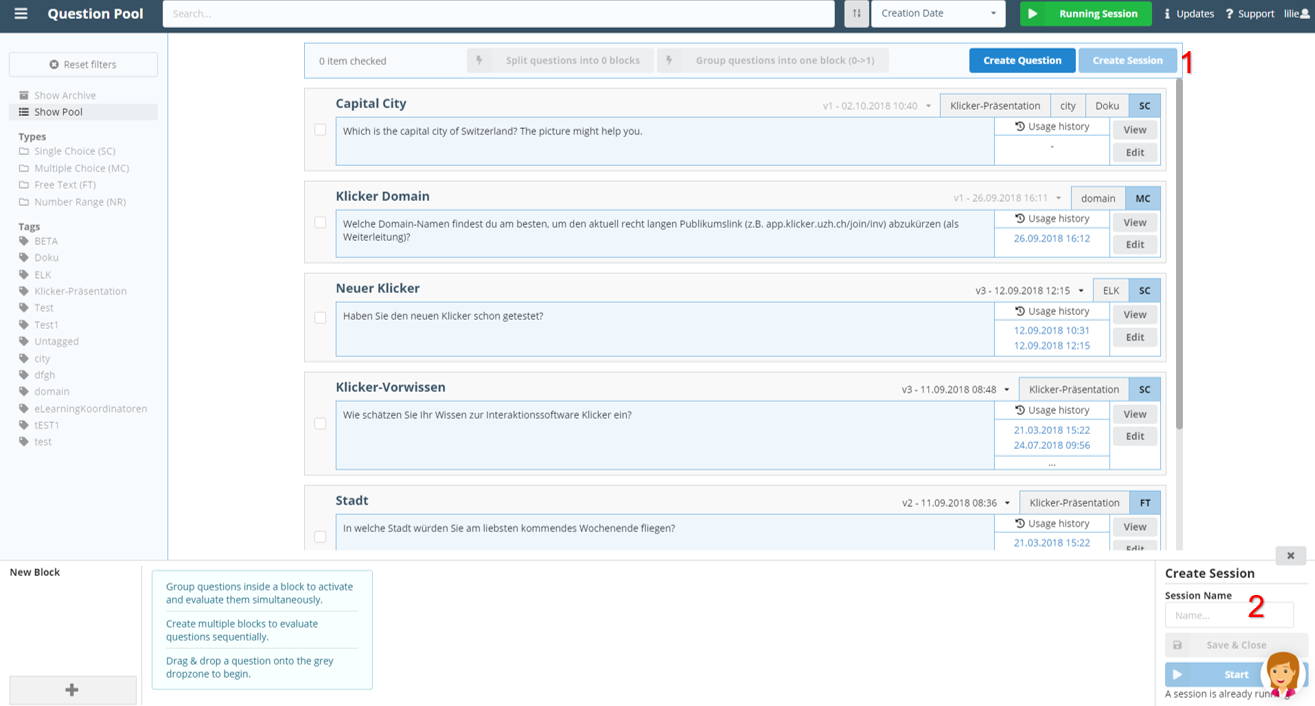 Question Pool
Search...
Creation Date
Running Session
Updates
Support
lilie
Reset filters
Show Archive
Show Pool
Types
Single Choice (SC)
Multiple Choice (MC)
Free Text (FT)
Number Range (NR)
Tags
BETA
Doku
ELK
Klicker-Präsentation
Test
Test1
Untagged
city
dfgh
domain
eLearningKoordinatoren
tEST1
test
0 item checked
Split questions into 0 blocks
Group questions into one block (0->1)
Create Question
Create Session
1
Capital City
v1 - 02.10.2018 10:40
Klicker-Präsentation
city
Doku
SC
Which is the capital city of Switzerland? The picture might help you.
Usage history
-
View
Edit
Klicker Domain
v1 - 26.09.2018 16:11
domain
MC
Welche Domain-Namen findest du am besten, um den aktuell recht langen Publikumslink (z.B. app.klicker.uzh.ch/join/inv) abzukürzen (als
Weiterleitung)?
Usage history
26.09.2018 16:12
View
Edit
Neuer Klicker
v3 - 12.09.2018 12:15
ELK
SC
Haben Sie den neuen Klicker schon getestet?
Usage history
12.09.2018 10:31
12.09.2018 12:15
View
Edit
Klicker-Vorwissen
v3 - 11.09.2018 08:48
Klicker-Präsentation
SC
Wie schätzen Sie Ihr Wissen zur Interaktionssoftware Klicker ein?
Usage history
21.03.2018 15:22
24.07.2018 09:56
...
View
Edit
Stadt
v2 - 11.09.2018 08:36
Klicker-Präsentation
FT
In welche Stadt würden Sie am liebsten kommendes Wochenende fliegen?
Usage history
21.03.2018 15:22
View
Edit
New Block
Group questions inside a block to activate
and evaluate them simultaneously.
Create multiple blocks to evaluate
questions sequentially.
Drag & drop a question onto the grey
dropzone to begin.
Create Session
Session Name
2
Name...
Save & Close
Start
A session is already